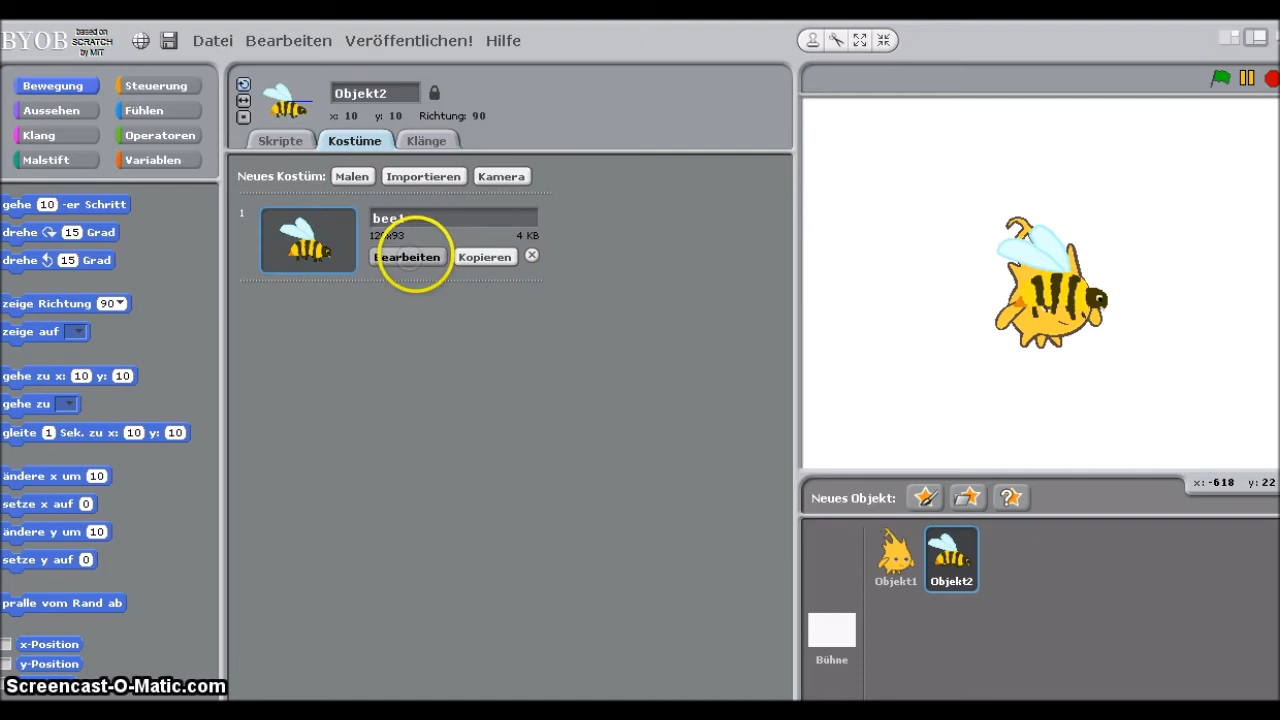 BYOB based on SCRATCH by MIT Datei Bearbeiten Veröffentlichen! Hilfe
Bewegung Steuerung
Aussehen Fühlen
Klang Operatoren
Malstift Variablen
gehe 10 -er Schritt
drehe 15 Grad
drehe 15 Grad
zeige Richtung 90
zeige auf
gehe zu x: 10 y: 10
gehe zu
gleite 1 Sek. zu x: 10 y: 10
ändere x um 10
setze x auf 0
ändere y um 10
setze y auf 0
pralle vom Rand ab
x-Position
y-Position
Objekt2
x: 10 y: 10 Richtung: 90
Skripte Kostüme Klänge
Neues Kostüm: Malen Importieren Kamera
1
bee1
4 KB
Bearbeiten Kopieren
x: -618 y: 22
Neues Objekt:
Objekt1 Objekt2
Bühne
Screencast-O-Matic.com